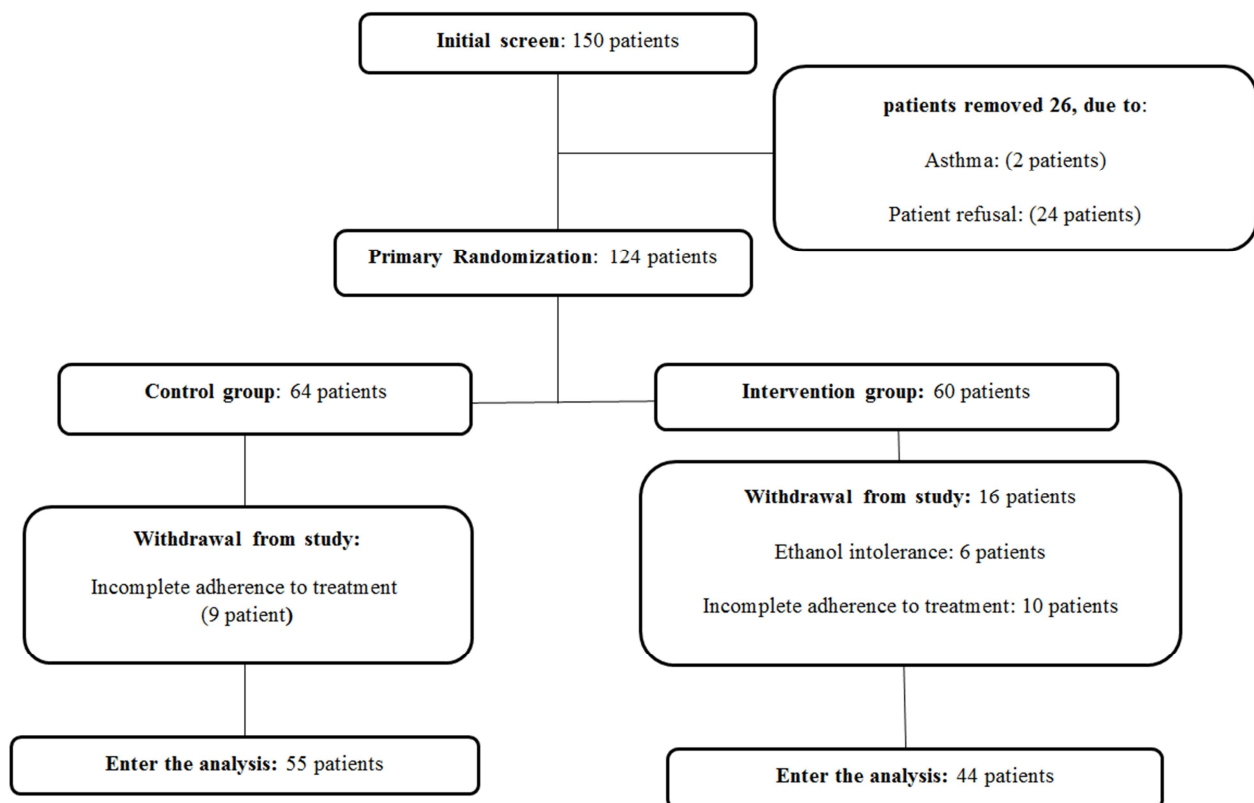 Initial screen: 150 patients
patients removed 26, due to:
Asthma: (2 patients)
Patient refusal: (24 patients)
Primary Randomization: 124 patients
Control group: 64 patients
Intervention group: 60 patients
Withdrawal from study:
Incomplete adherence to treatment
(9 patient)
Withdrawal from study: 16 patients
Ethanol intolerance: 6 patients
Incomplete adherence to treatment: 10 patients
Enter the analysis: 55 patients
Enter the analysis: 44 patients